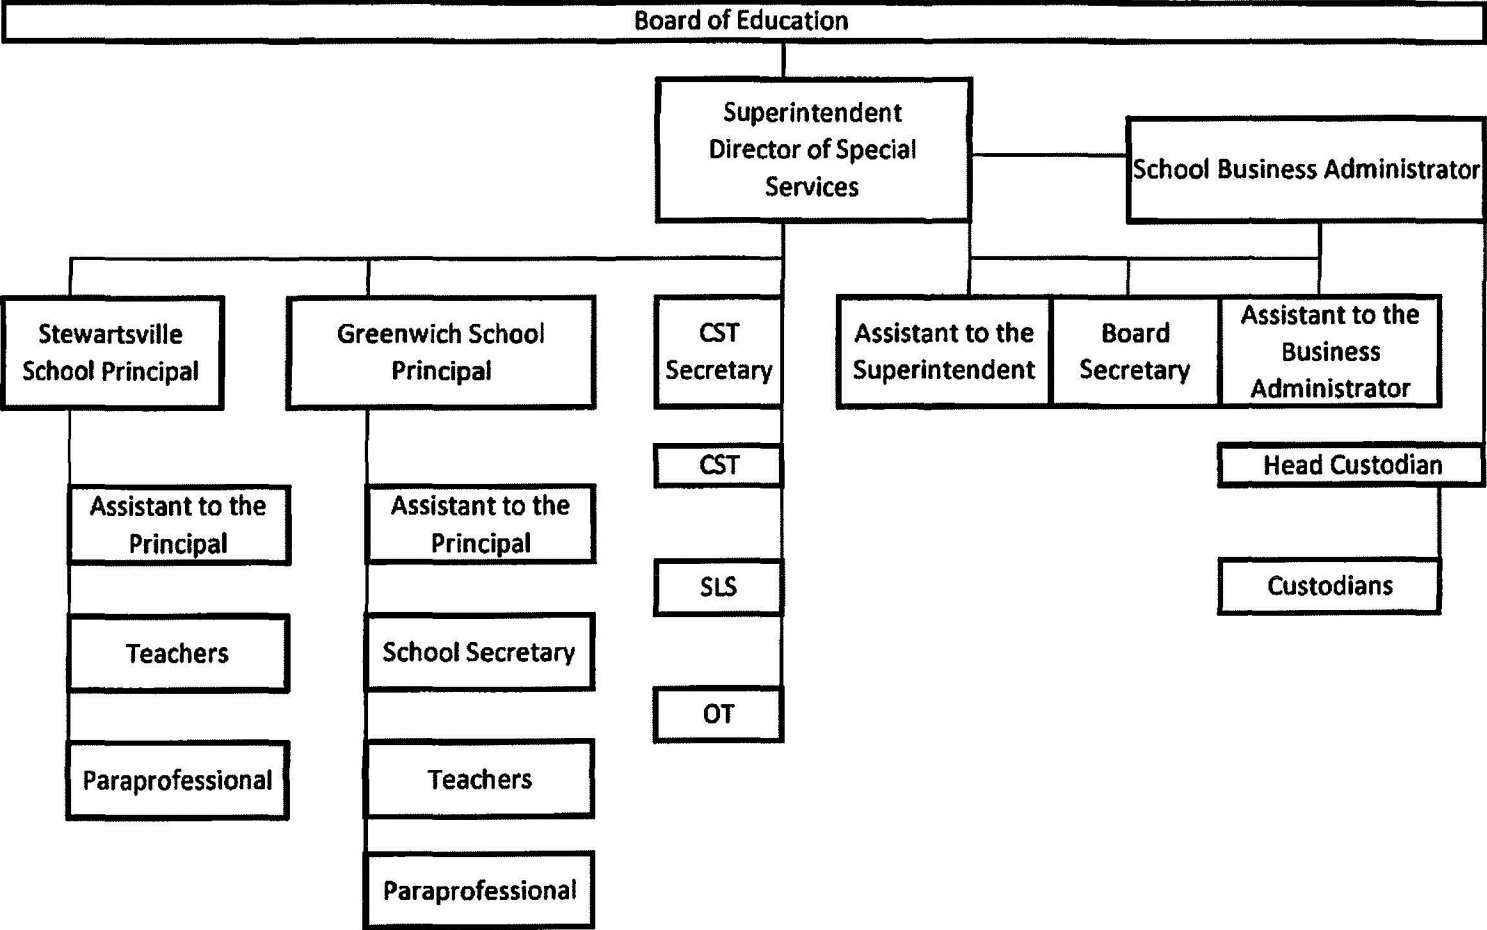 Board of Education
Superintendent
Director of Special
Services
School Business Administrator
Stewartsville
School Principal
Greenwich School
Principal
CST
Secretary
Assistant to the
Superintendent
Board
Secretary
Assistant to the
Business
Administrator
CST
Head Custodian
Assistant to the
Principal
Assistant to the
Principal
SLS
Custodians
Teachers
School Secretary
OT
Paraprofessional
Teachers
Paraprofessional